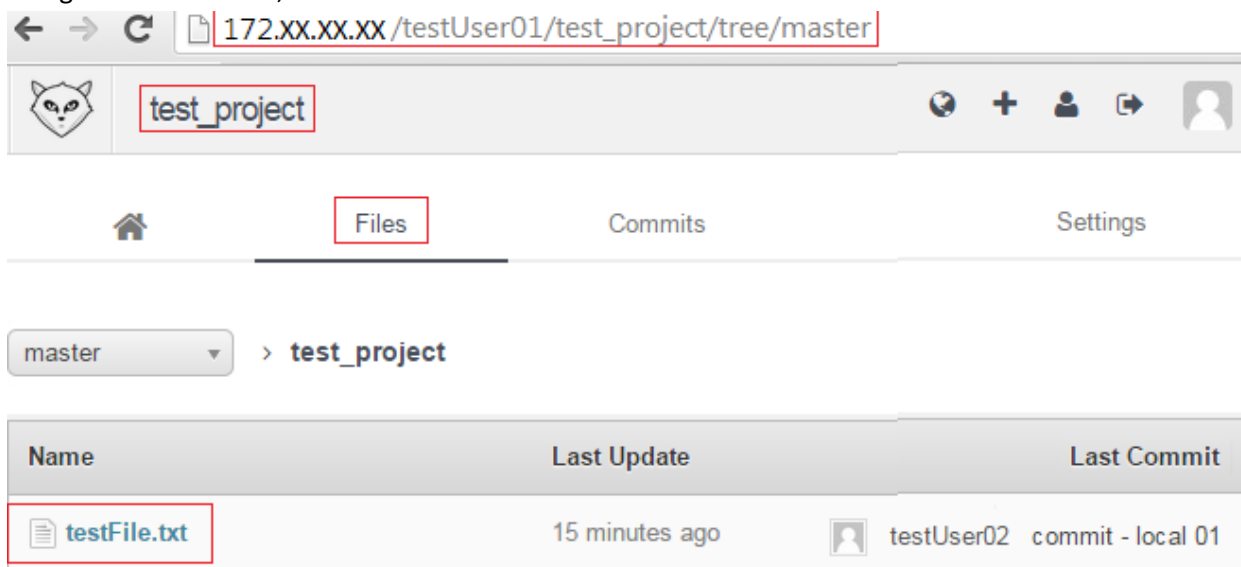 172.XX.XX.XX /testUser01/test_project/tree/master
test_project
Files Commits Settings
master > test_project
Name Last Update Last Commit
testFile.txt 15 minutes ago testUser02 commit - local 01